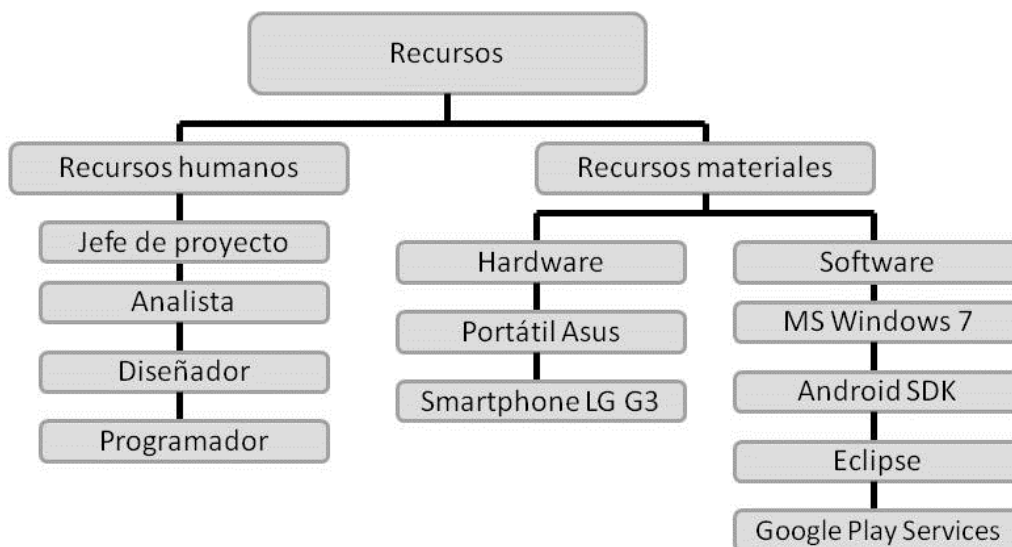 Recursos
Recursos humanos
Recursos materiales
Jefe de proyecto
Analista
Diseñador
Programador
Hardware
Portátil Asus
Smartphone LG G3
Software
MS Windows 7
Android SDK
Eclipse
Google Play Services